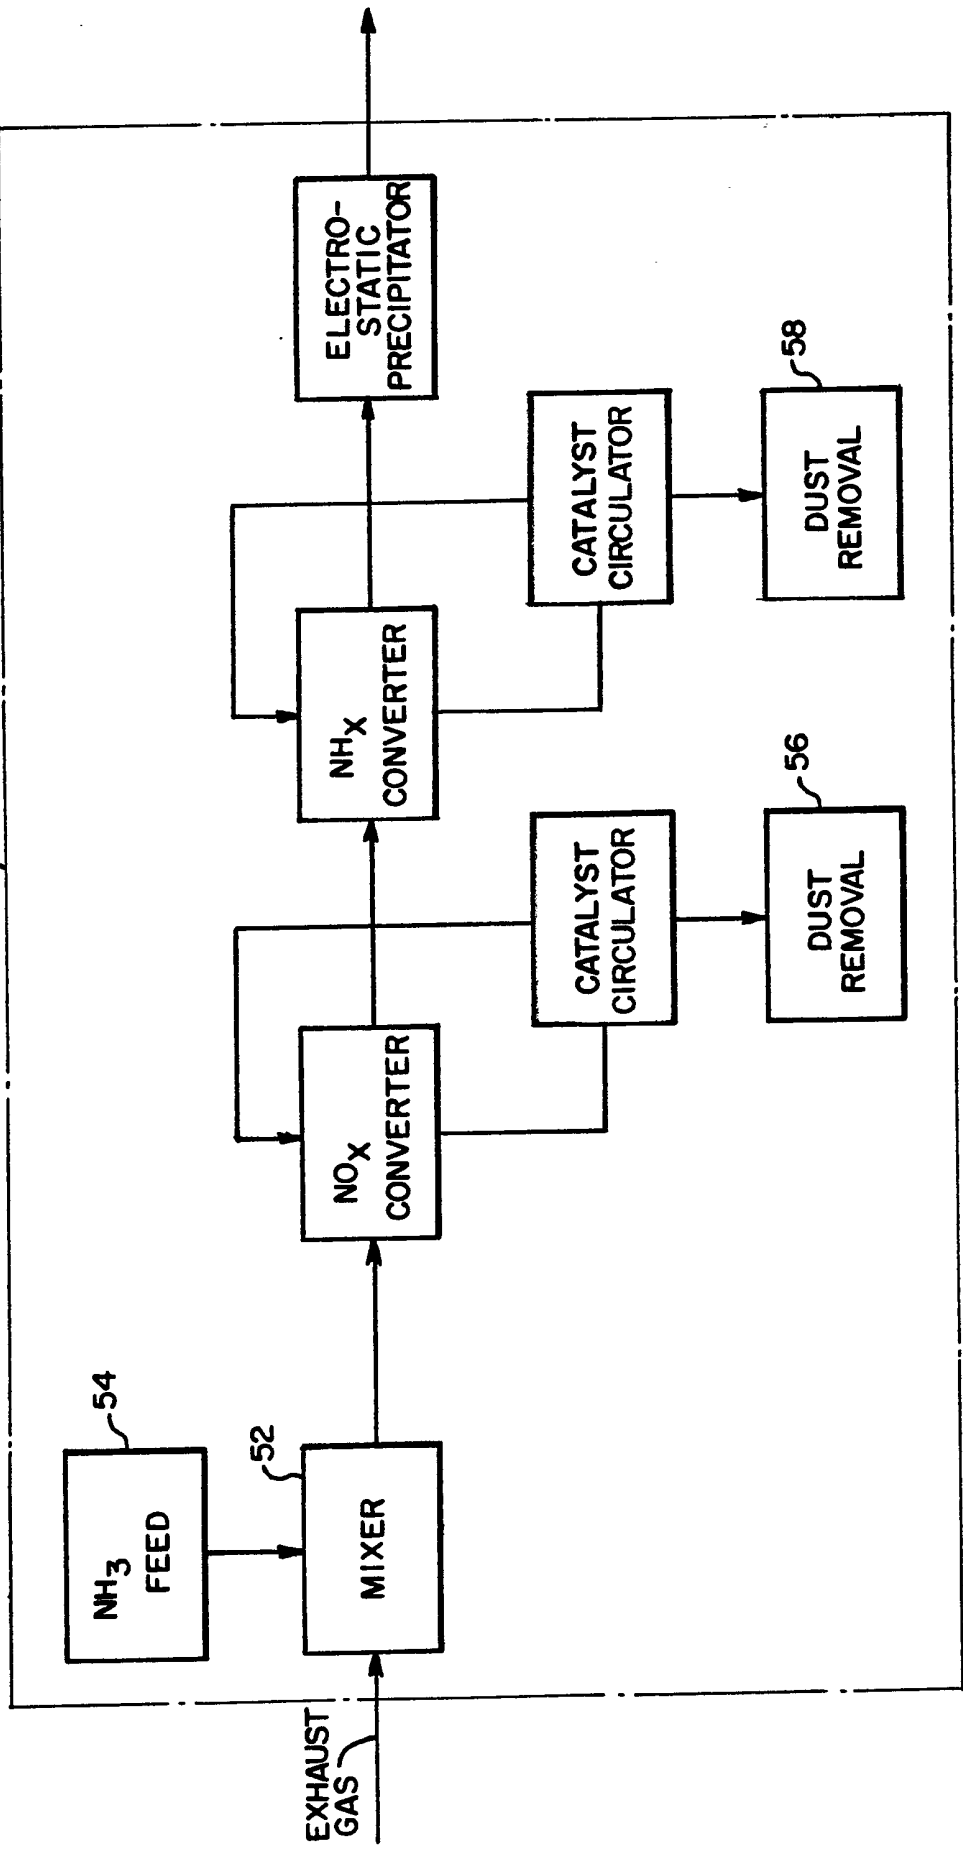 EXHAUST
GAS
NH3
FEED
54
MIXER
52
NOX
CONVERTER
CATALYST
CIRCULATOR
DUST
REMOVAL
56
NHX
CONVERTER
CATALYST
CIRCULATOR
DUST
REMOVAL
58
ELECTRO-
STATIC
PRECIPITATOR